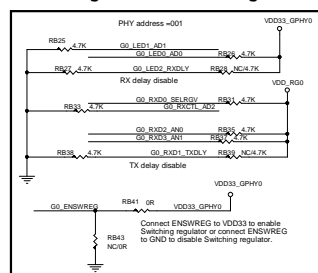 PHY address =001
VDD33_GPHY0
RB25
4.7K
G0_LED1_AD1
G0_LED0_AD0
RB26
4.7K
RB27
4.7K
G0_LED2_RXDLY
RB28
NC/4.7K
RX delay disable
VDD_RG0
G0_RXD0_SELRGV
RB31
4.7K
RB33
4.7K
G0_RXCTL_AD2
G0_RXD2_AN0
RB35
4.7K
G0_RXD3_AN1
RB37
4.7K
RB38
4.7K
G0_RXD1_TXDLY
RB39
NC/4.7K
TX delay disable
VDD33_GPHY0
G0_ENSWREG
RB41
0R
VDD33_GPHY0
Connect ENSWREG to VDD33 to enable
Switching regulator or connect ENSWREG
to GND to disable Switching regulator.
RB43
NC/0R